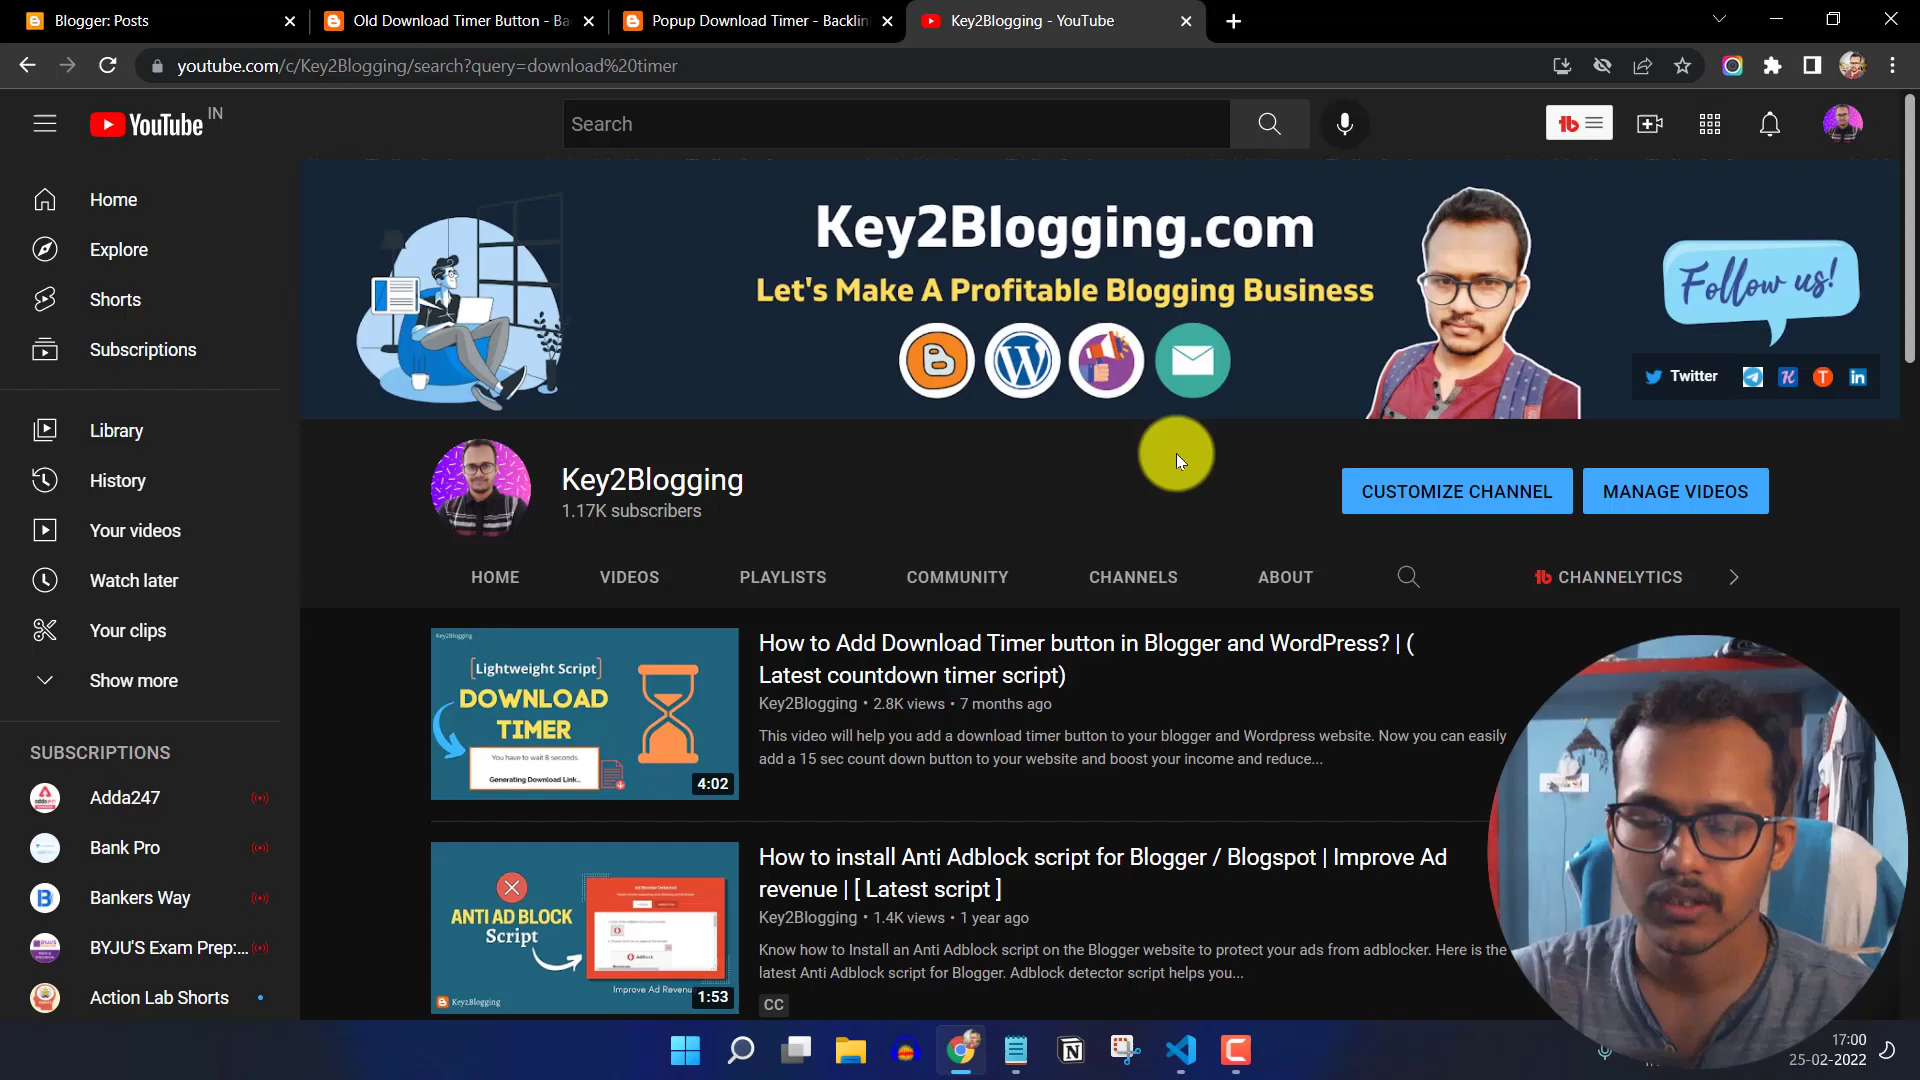 Blogger: Posts
Old Download Timer Button - Ba
Popup Download Timer - Backlin
Key2Blogging - YouTube
youtube.com/c/Key2Blogging/search?query=download%20timer
YouTube IN
Search
Home
Explore
Shorts
Subscriptions
Library
History
Your videos
Watch later
Your clips
Show more
SUBSCRIPTIONS
Adda247
Bank Pro
Bankers Way
BYJU'S Exam Prep:...
Action Lab Shorts
Key2Blogging.com
Let's Make A Profitable Blogging Business
Follow us!
Twitter
Key2Blogging
1.17K subscribers
CUSTOMIZE CHANNEL
MANAGE VIDEOS
HOME
VIDEOS
PLAYLISTS
COMMUNITY
CHANNELS
ABOUT
CHANNELYTICS
Key2Blogging
[Lightweight Script]
DOWNLOAD
TIMER
You have to wait 8 seconds.
Generating Download Link...
4:02
How to Add Download Timer button in Blogger and WordPress? | (
Latest countdown timer script)
Key2Blogging • 2.8K views • 7 months ago
This video will help you add a download timer button to your blogger and Wordpress website. Now you can easily
add a 15 sec count down button to your website and boost your income and reduce...
ANTI AD BLOCK
Script
Ad Blocker Detected
Improve Ad Revenu
Key2Blogging
1:53
How to install Anti Adblock script for Blogger / Blogspot | Improve Ad
revenue | [ Latest script ]
Key2Blogging • 1.4K views • 1 year ago
Know how to Install an Anti Adblock script on the Blogger website to protect your ads from adblocker. Here is the
latest Anti Adblock script for Blogger. Adblock detector script helps you...
CC
17:00
25-02-2022